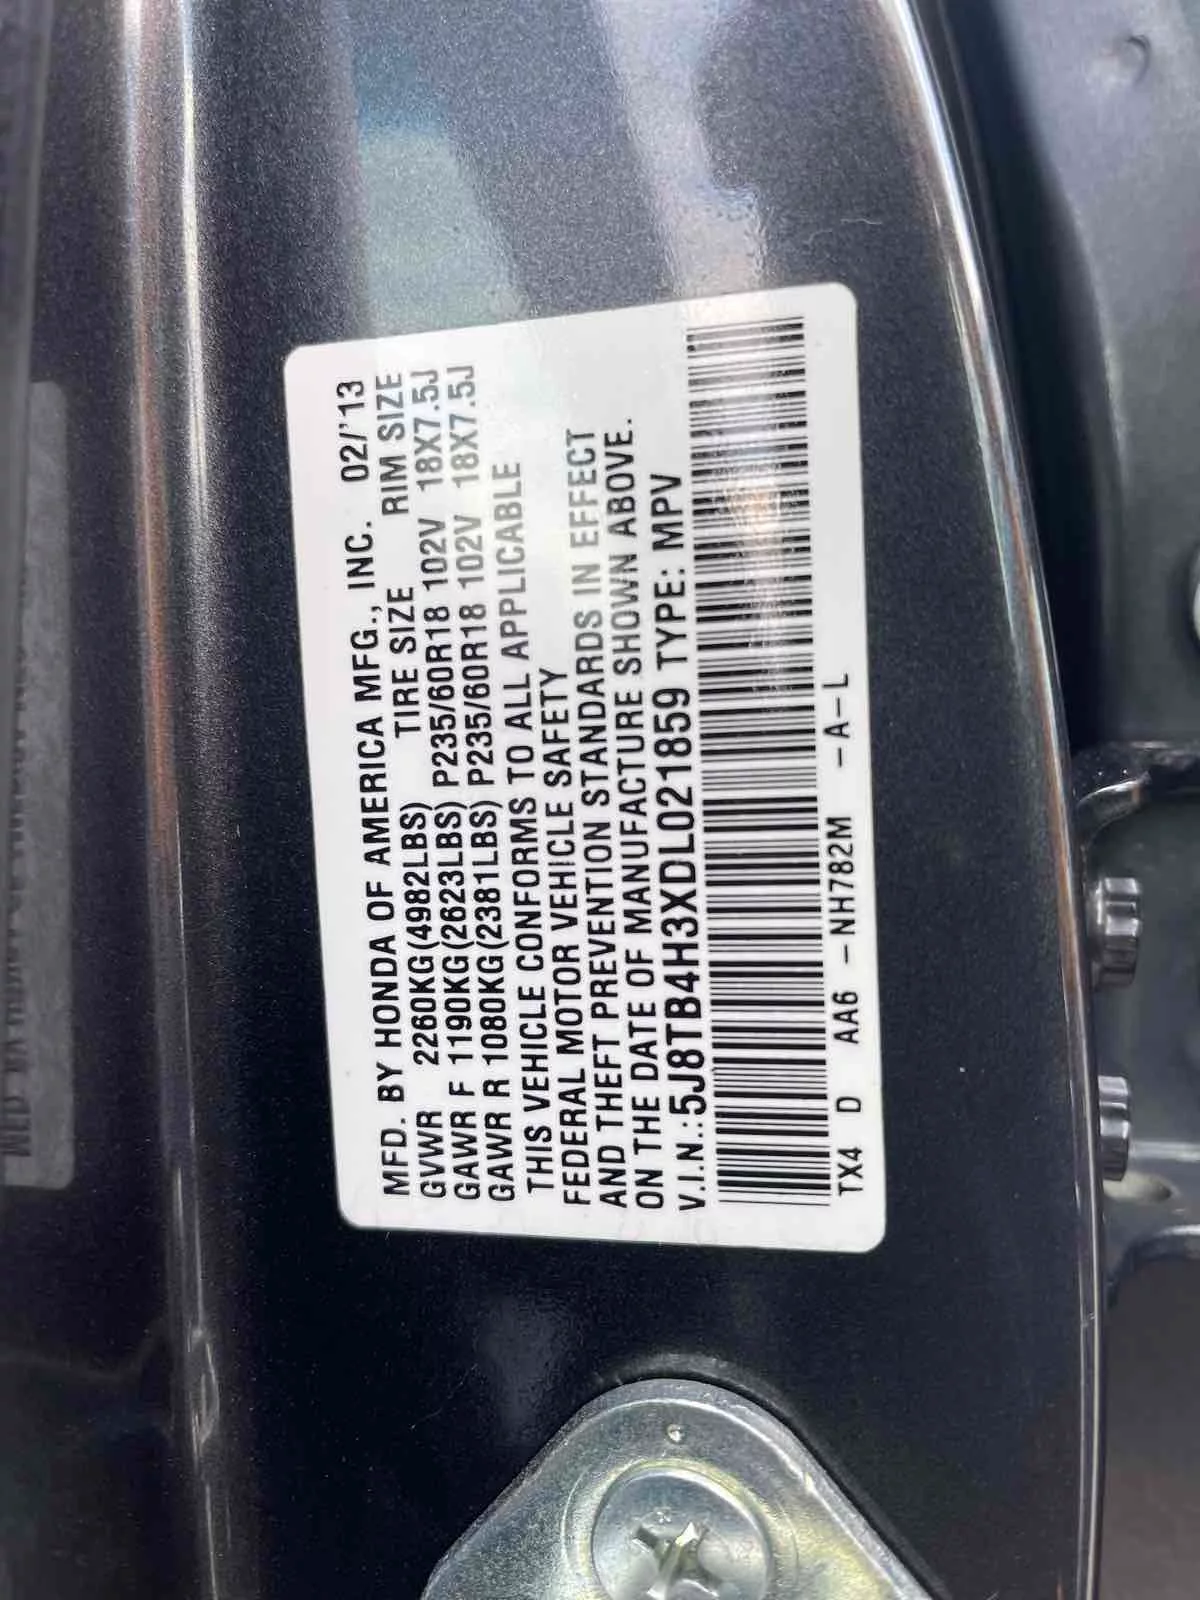 MFD. BY HONDA OF AMERICA MFG., INC. 02/'13
GVWR 2260KG(4982LBS) TIRE SIZE RIM SIZE
GAWR F 1190KG(2623LBS) P235/60R18 102V 18X7.5J
GAWR R 1080KG(2381LBS) P235/60R18 102V 18X7.5J
THIS VEHICLE CONFORMS TO ALL APPLICABLE
FEDERAL MOTOR VEHICLE SAFETY
AND THEFT PREVENTION STANDARDS IN EFFECT
ON THE DATE OF MANUFACTURE SHOWN ABOVE.
V.I.N.:5J8TB4H3XDL021859 TYPE: MPV
TX4 D AA6 -NH782M -A-L